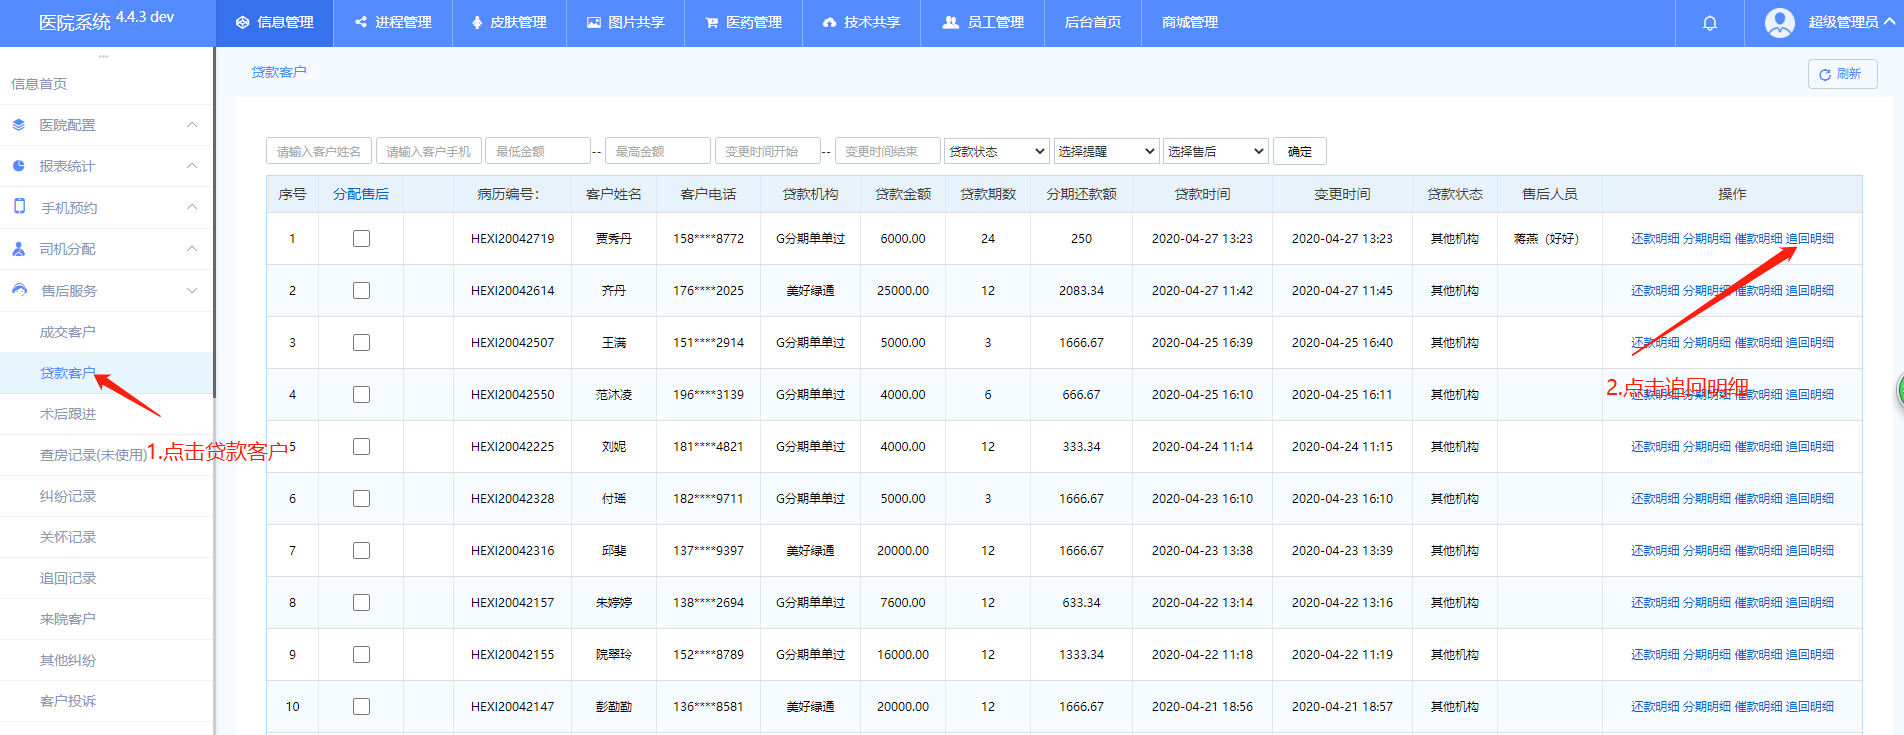 医院系统 4.4.3 dev
信息管理 进程管理 皮肤管理 图片共享 医药管理 技术共享 员工管理 后台首页 商城管理
超级管理员
信息首页
医院配置
报表统计
手机预约
司机分配
售后服务
成交客户
贷款客户
术后跟进
查房记录(未使用)
纠纷记录
关怀记录
追回记录
来院客户
其他纠纷
客户投诉
1.点击贷款客户
贷款客户
刷新
请输入客户姓名 请输入客户手机 最低金额 -- 最高金额 变更时间开始 -- 变更时间结束 贷款状态 选择提醒 选择售后 确定
序号 分配售后 病历编号: 客户姓名 客户电话 贷款机构 贷款金额 贷款期数 分期还款额 贷款时间 变更时间 贷款状态 售后人员 操作
1 HEXI20042719 贾秀丹 158****8772 G分期单单过 6000.00 24 250 2020-04-27 13:23 2020-04-27 13:23 其他机构 蒋燕（好好） 还款明细 分期明细 催款明细 追回明细
2 HEXI20042614 齐丹 176****2025 美好绿通 25000.00 12 2083.34 2020-04-27 11:42 2020-04-27 11:45 其他机构 还款明细 分期明细 催款明细 追回明细
3 HEXI20042507 王满 151****2914 G分期单单过 5000.00 3 1666.67 2020-04-25 16:39 2020-04-25 16:40 其他机构 还款明细 分期明细 催款明细 追回明细
2.点击追回明细
4 HEXI20042550 范沐凌 196****3139 G分期单单过 4000.00 6 666.67 2020-04-25 16:10 2020-04-25 16:11 其他机构 还款明细 分期明细 催款明细 追回明细
5 HEXI20042225 刘妮 181****4821 G分期单单过 4000.00 12 333.34 2020-04-24 11:14 2020-04-24 11:15 其他机构 还款明细 分期明细 催款明细 追回明细
6 HEXI20042328 付瑶 182****9711 G分期单单过 5000.00 3 1666.67 2020-04-23 16:10 2020-04-23 16:10 其他机构 还款明细 分期明细 催款明细 追回明细
7 HEXI20042316 邱斐 137****9397 美好绿通 20000.00 12 1666.67 2020-04-23 13:38 2020-04-23 13:39 其他机构 还款明细 分期明细 催款明细 追回明细
8 HEXI20042157 朱婷婷 138****2694 G分期单单过 7600.00 12 633.34 2020-04-22 13:14 2020-04-22 13:16 其他机构 还款明细 分期明细 催款明细 追回明细
9 HEXI20042155 院翠玲 152****8789 G分期单单过 16000.00 12 1333.34 2020-04-22 11:18 2020-04-22 11:19 其他机构 还款明细 分期明细 催款明细 追回明细
10 HEXI20042147 彭勤勤 136****8581 美好绿通 20000.00 12 1666.67 2020-04-21 18:56 2020-04-21 18:57 其他机构 还款明细 分期明细 催款明细 追回明细